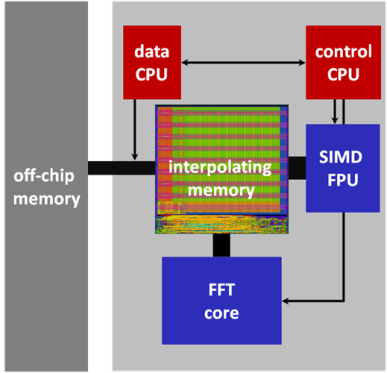 data
CPU
control
CPU
off-chip
memory
interpolating
memory
SIMD
FPU
FFT
core